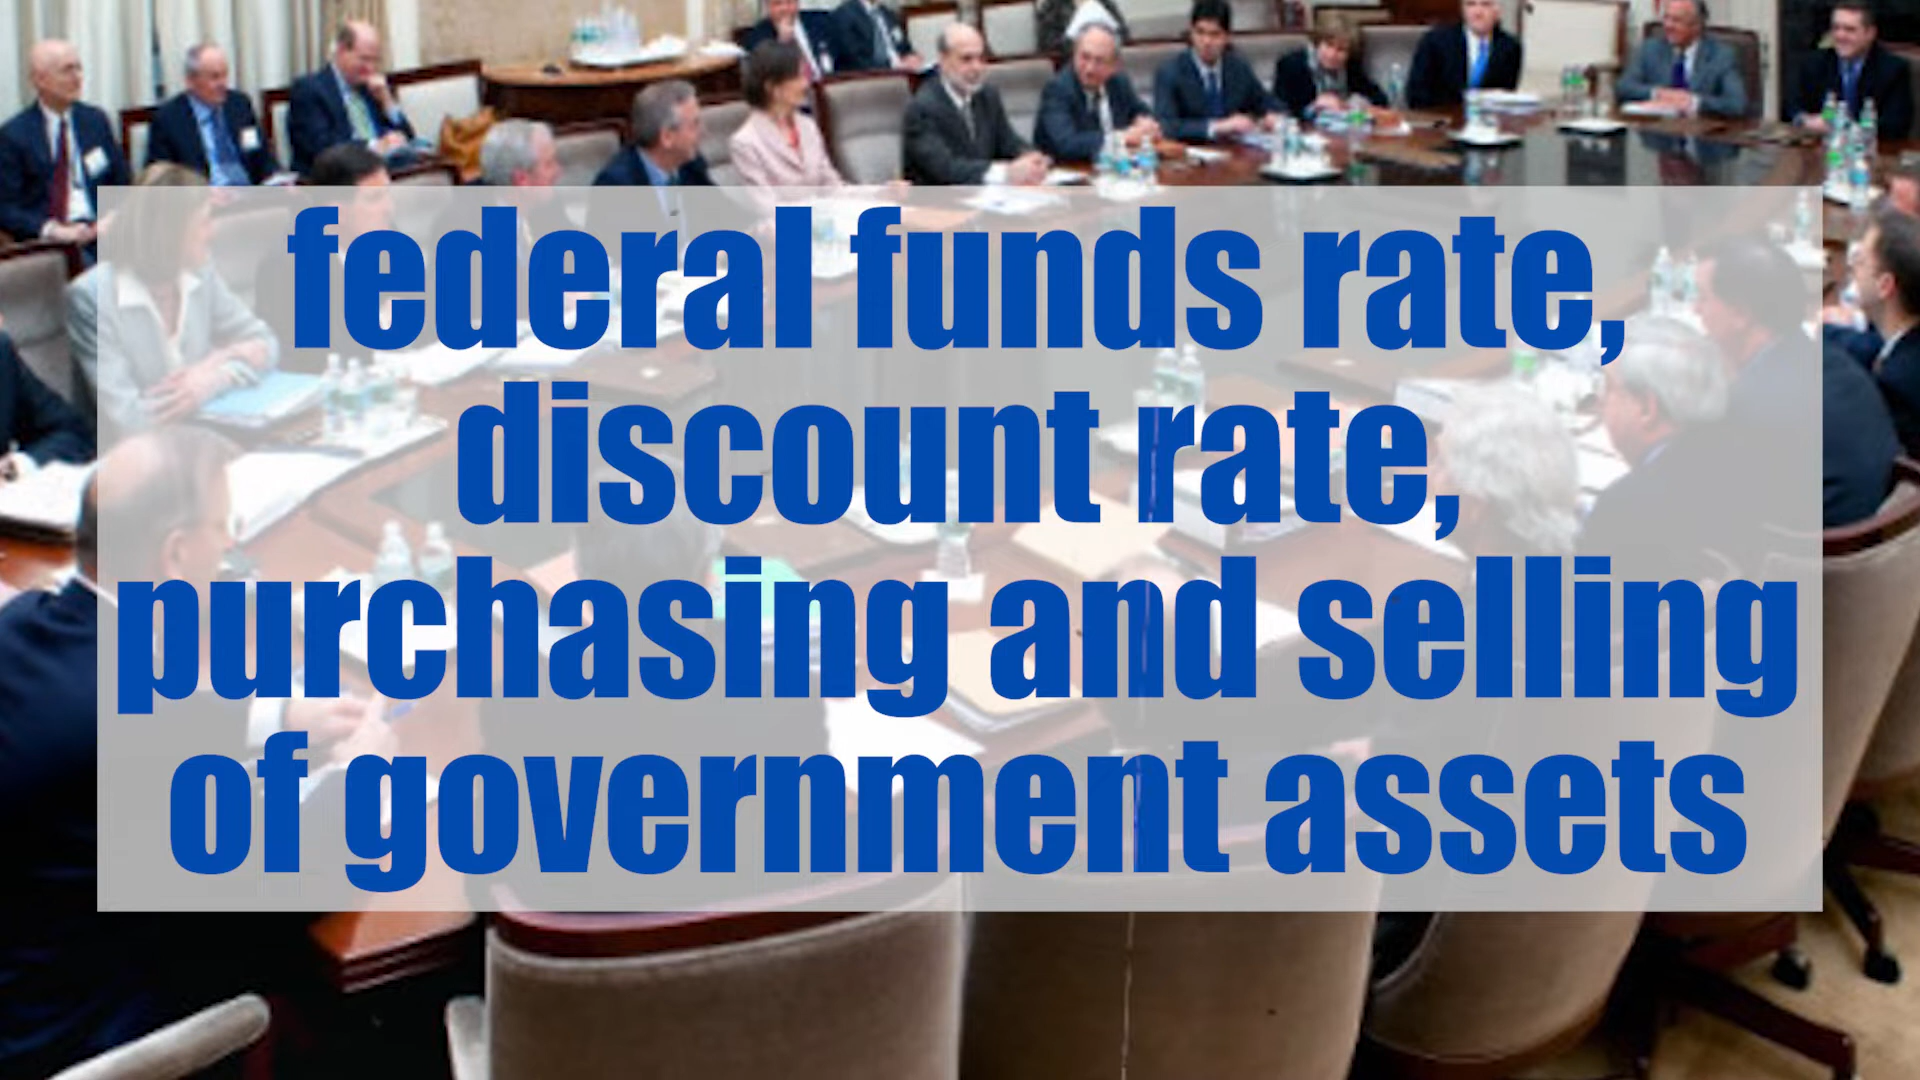 federal funds rate,
discount rate,
purchasing and selling
of government assets